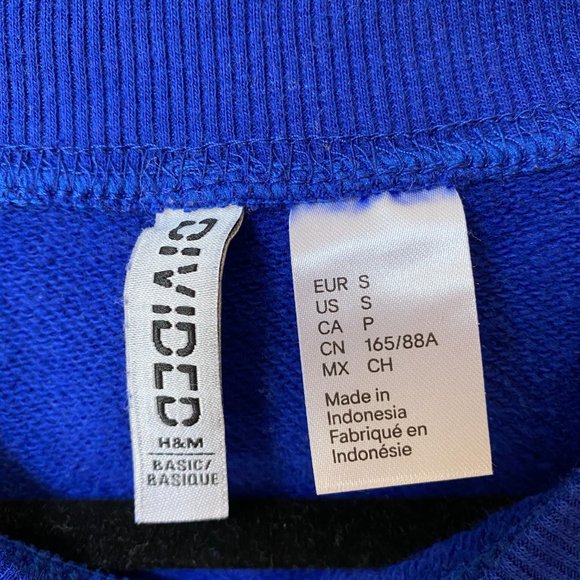 DIVIDED
H&M
BASIC/
BASIQUE
EUR S
US S
CA P
CN 165/88A
MX CH
Made in
Indonesia
Fabriqué en
Indonésie